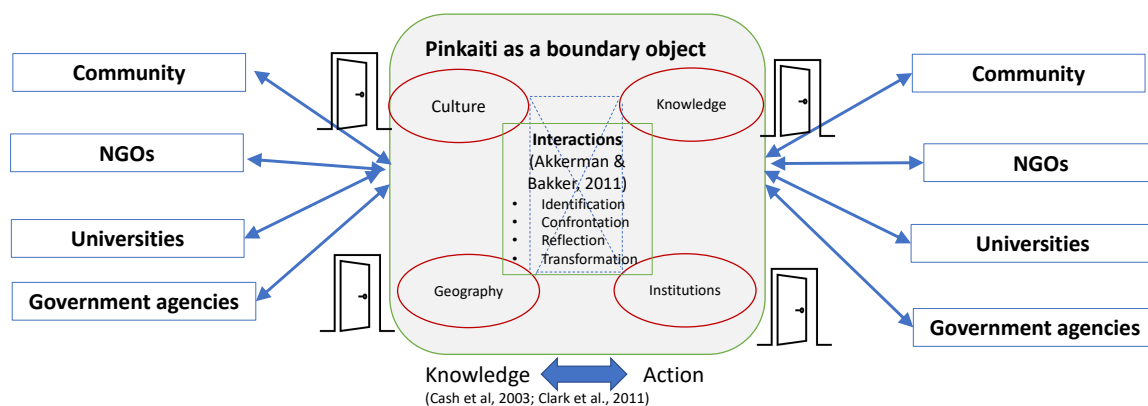 Pinkaiti as a boundary object
Community
NGOs
Universities
Government agencies
Culture
Knowledge
Interactions
(Akkerman &
Bakker, 2011)
• Identification
• Confrontation
• Reflection
• Transformation
Geography
Institutions
Community
NGOs
Universities
Government agencies
Knowledge
Action
(Cash et al, 2003; Clark et al., 2011)